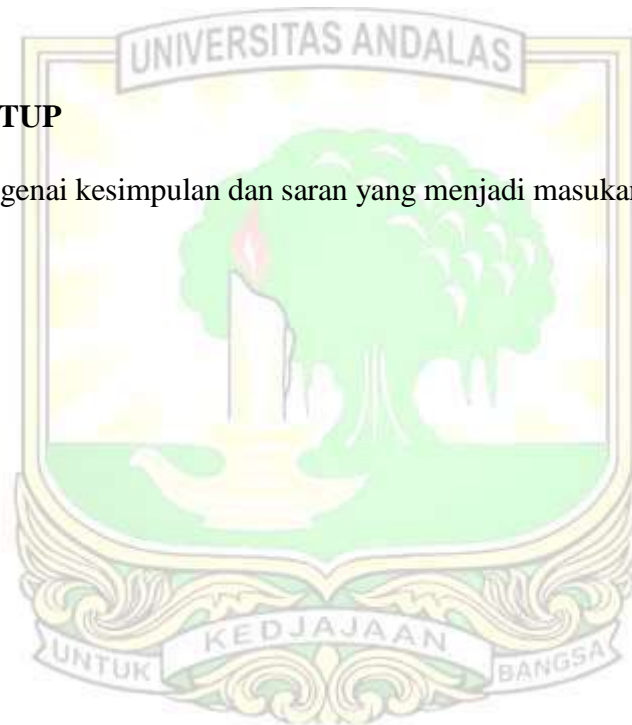 UNIVERSITAS ANDALAS
TUP
genai kesimpulan dan saran yang menjadi masukan
UNTUK KEDJAJAAN BANGSA